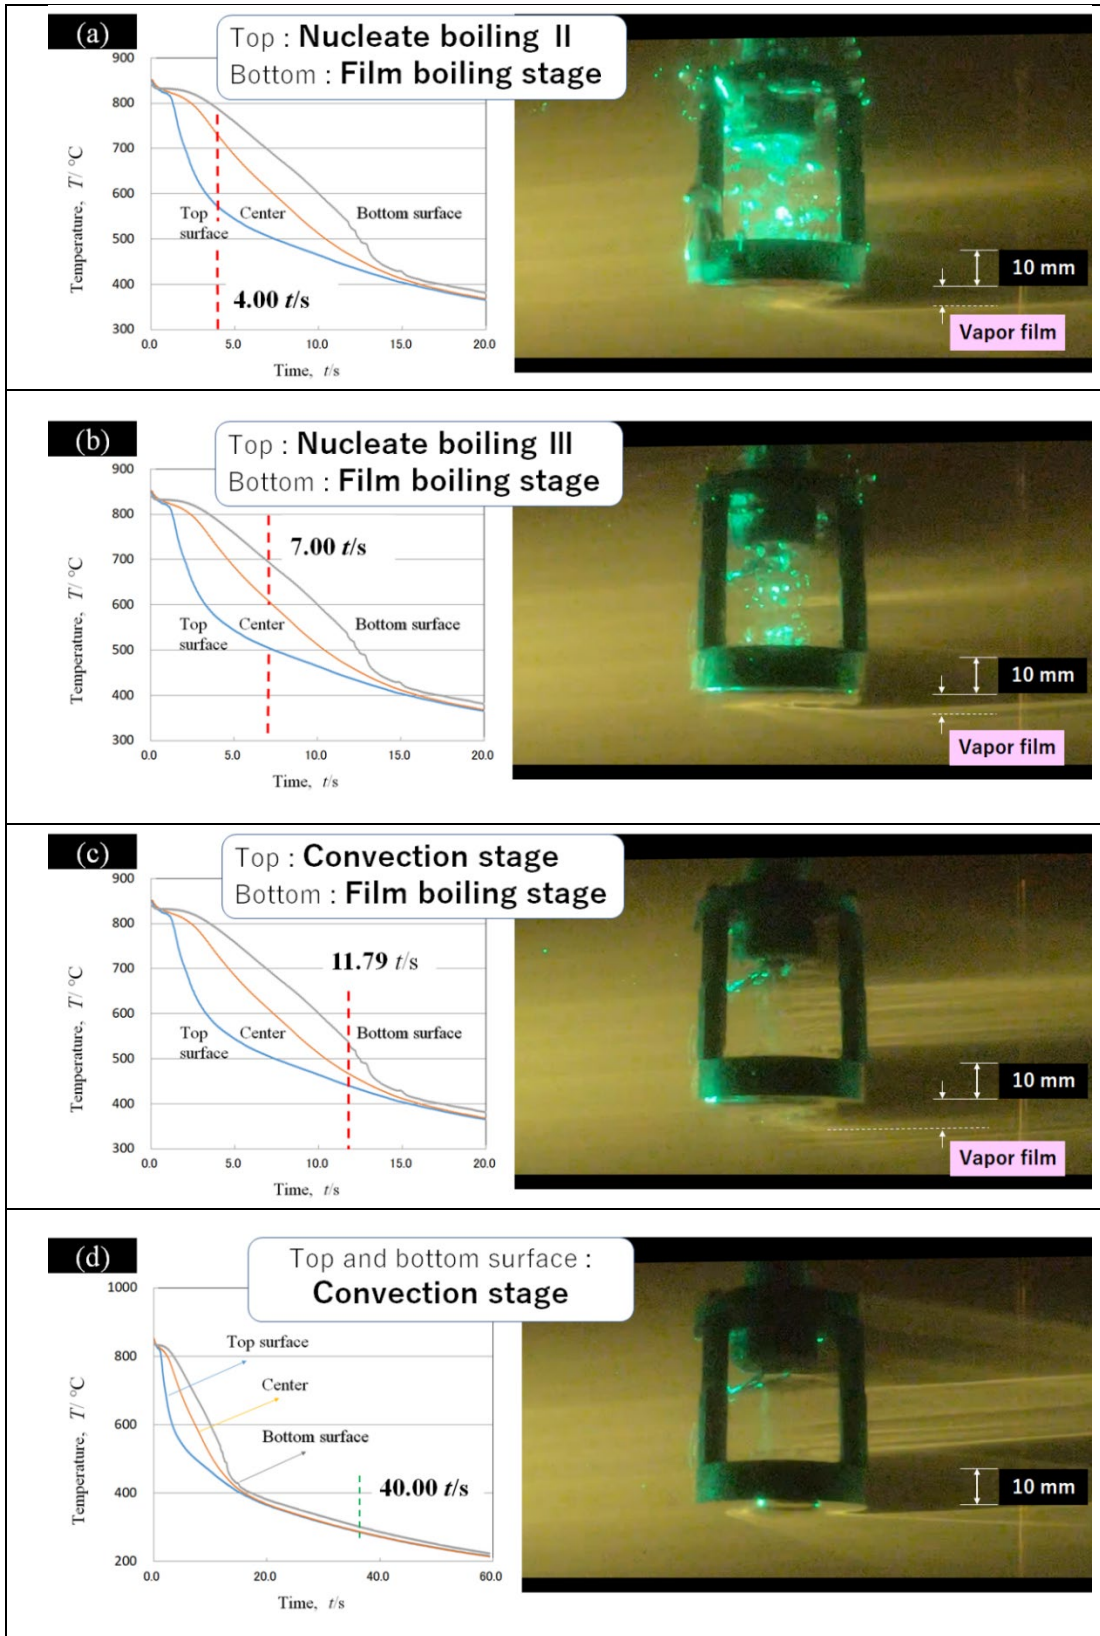 (a)
Top : Nucleate boiling II
Bottom : Film boiling stage
900
800
700
600
500
400
300
Temperature, T/ °C
Top
surface
Center
Bottom surface
4.00 t/s
0.0
5.0
10.0
15.0
20.0
Time, t/s
10 mm
Vapor film
(b)
Top : Nucleate boiling III
Bottom : Film boiling stage
900
800
700
600
500
400
300
Temperature, T/ °C
7.00 t/s
Top
surface
Center
Bottom surface
0.0
5.0
10.0
15.0
20.0
Time, t/s
10 mm
Vapor film
(c)
Top : Convection stage
Bottom : Film boiling stage
900
800
700
600
500
400
300
Temperature, T/ °C
11.79 t/s
Top
surface
Center
Bottom surface
0.0
5.0
10.0
15.0
20.0
Time, t/s
10 mm
Vapor film
(d)
Top and bottom surface :
Convection stage
1000
800
600
400
200
Temperature, T/ °C
Top surface
Center
Bottom surface
40.00 t/s
0.0
20.0
40.0
60.0
Time, t/s
10 mm